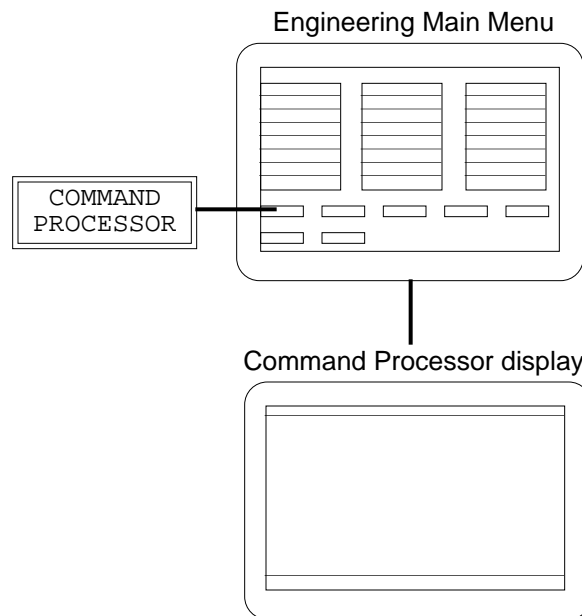 Engineering Main Menu
COMMAND
PROCESSOR
Command Processor display